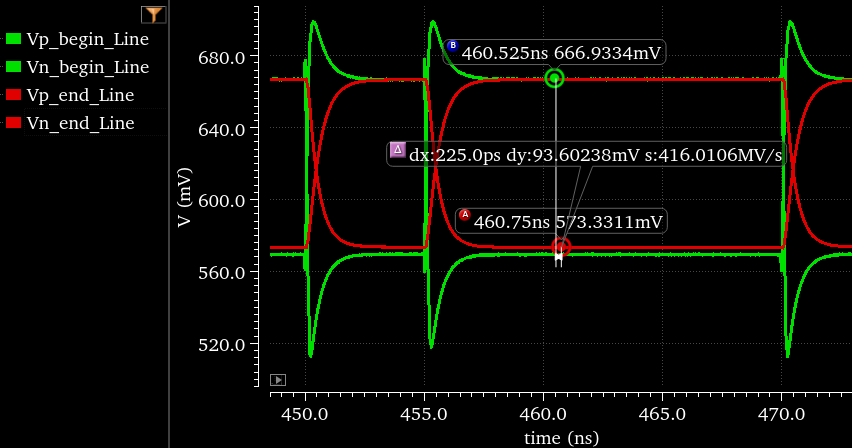 Vp_begin_Line
Vn_begin_Line
Vp_end_Line
Vn_end_Line
V (mV)
680.0
640.0
600.0
560.0
520.0
B
460.525ns 666.9334mV
Δ
dx:225.0ps dy:93.60238mV s:416.0106MV/s
A
460.75ns 573.3311mV
450.0 455.0 460.0 465.0 470.0
time (ns)